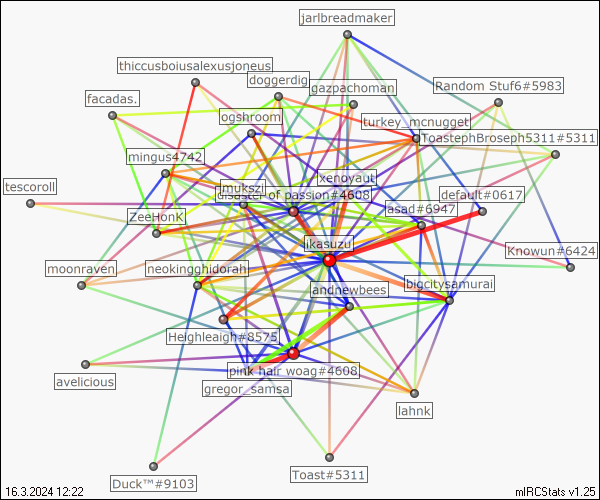 jarlbreadmaker
thiccusboiusalexusjoneus
doggerdig
gazpachoman
Random Stuf6#5983
facadas.
ogshroom
turkey_mcnugget
ToastephBroseph5311#5311
mingus4742
xenoyaut
tescoroll
mukszi
disaster of passion#4608
default#0617
ZeeHonK
asad#6947
likasuzu
Knowun#6424
moonraven
neokingghidorah
andnewbees
bigcitysamurai
Heighleaigh#8575
pink hair woag#4608
avelicious
gregor_samsa
lahnk
Duck™#9103
Toast#5311
16.3.2024 12:22
mIRCStats v1.25